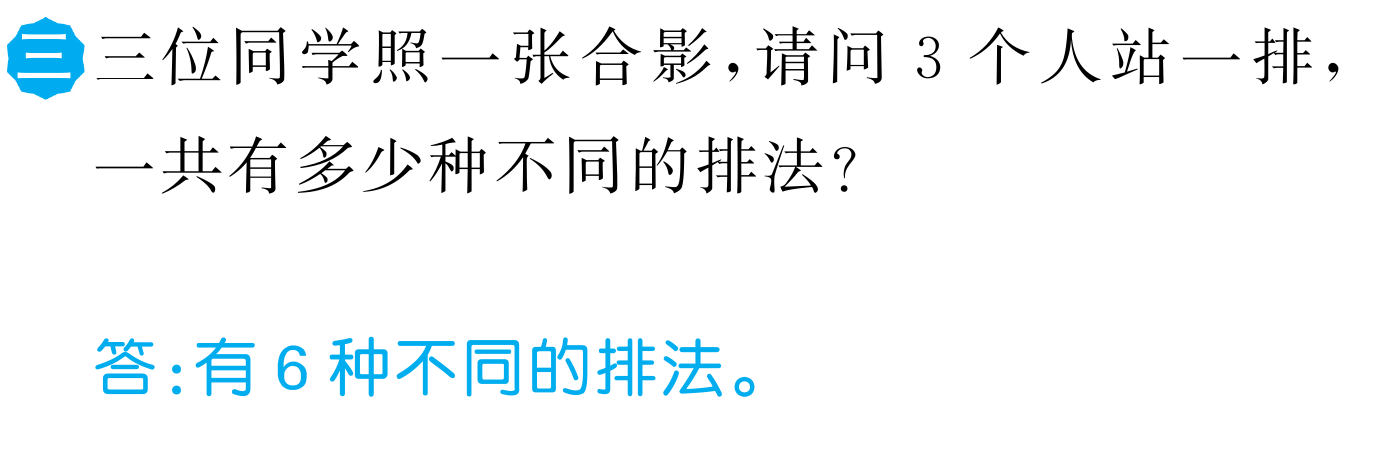 三 三位同学照一张合影,请问 3 个人站一排,
一共有多少种不同的排法?
答:有 6 种不同的排法。